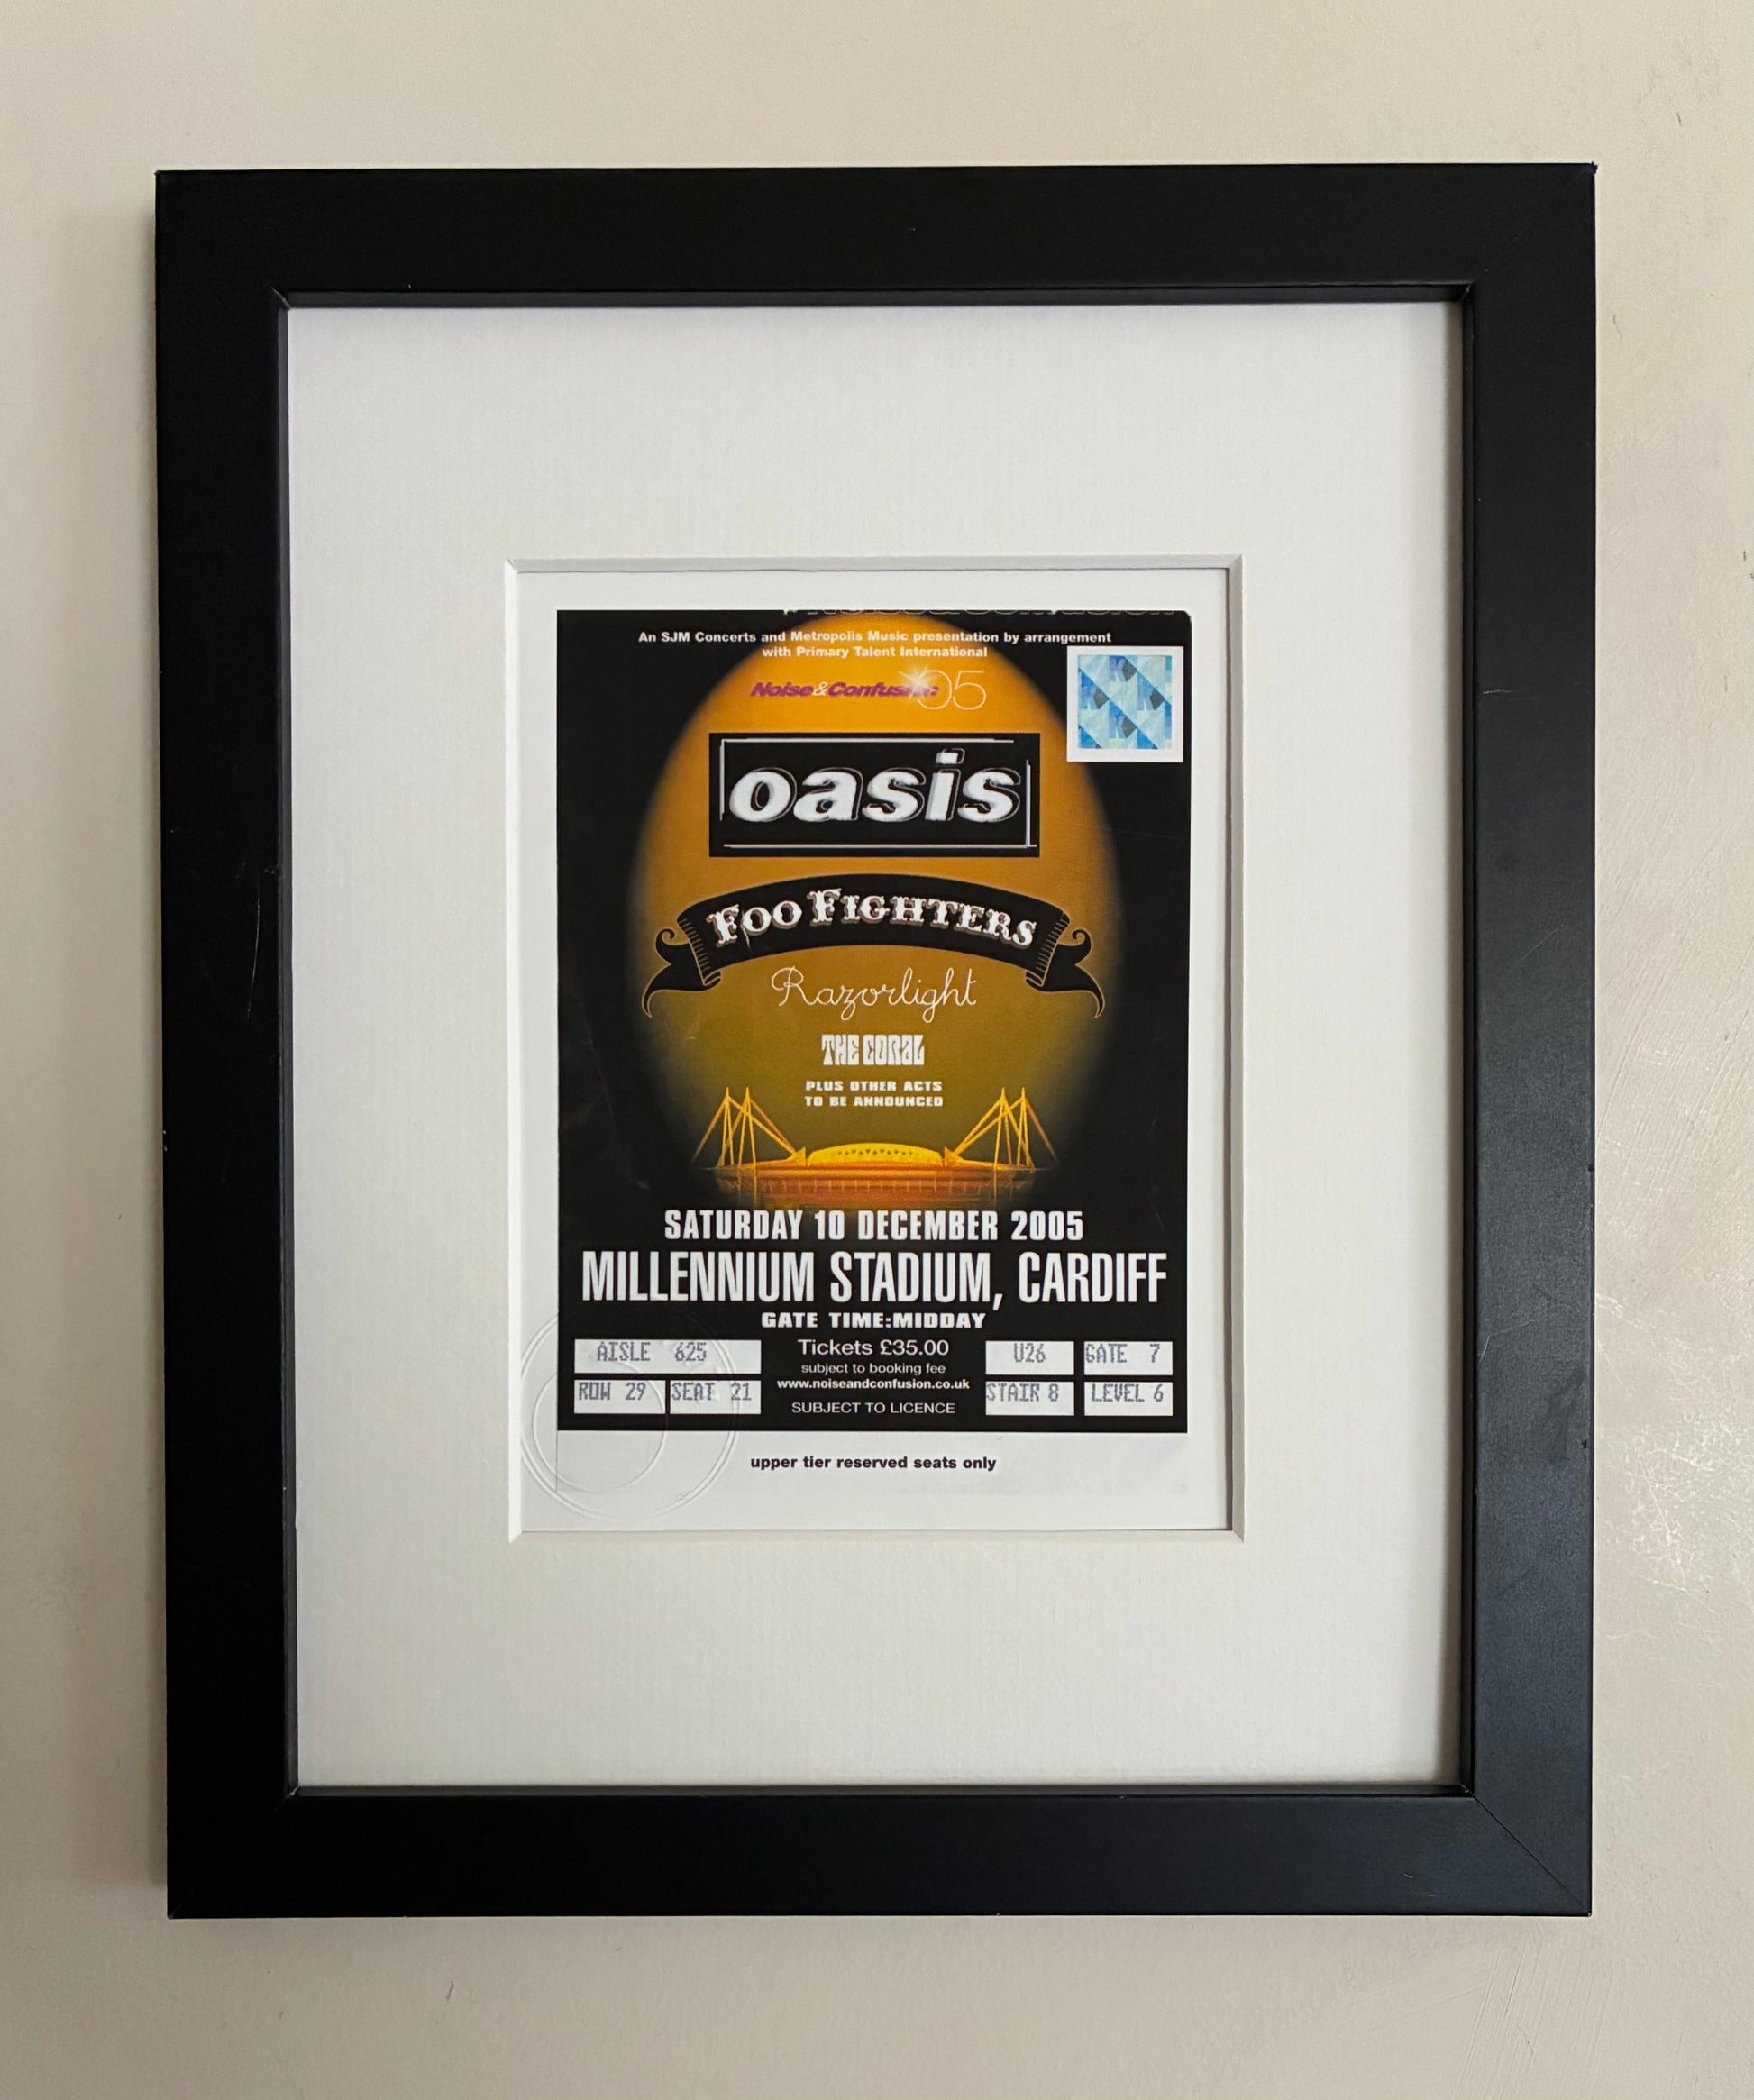 An SJM Concerts and Metropolis Music presentation by arrangement
with Primary Talent International
Noise&Confusion 05
oasis
FOO FIGHTERS
Razorlight
THE CORAL
PLUS OTHER ACTS
TO BE ANNOUNCED
SATURDAY 10 DECEMBER 2005
MILLENNIUM STADIUM, CARDIFF
GATE TIME:MIDDAY
AISLE 625
ROW 29 SEAT 21
Tickets £35.00
subject to booking fee
www.noiseandconfusion.co.uk
SUBJECT TO LICENCE
U26 GATE 7
STAIR 8 LEVEL 6
upper tier reserved seats only